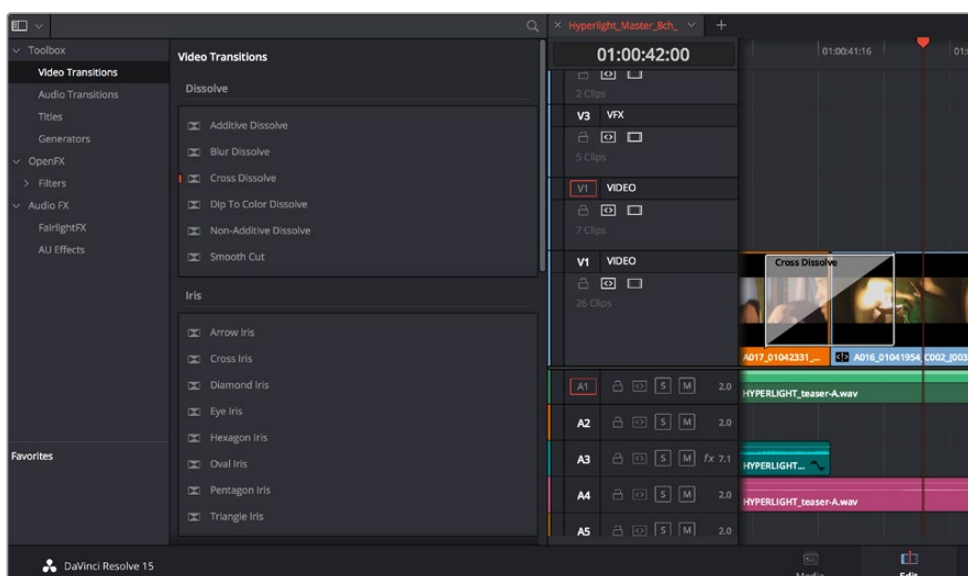 Toolbox
Video Transitions
Audio Transitions
Titles
Generators
OpenFX
Filters
Audio FX
FairlightFX
AU Effects
Favorites
Video Transitions
Dissolve
Additive Dissolve
Blur Dissolve
Cross Dissolve
Dip To Color Dissolve
Non-Additive Dissolve
Smooth Cut
Iris
Arrow Iris
Cross Iris
Diamond Iris
Eye Iris
Hexagon Iris
Oval Iris
Pentagon Iris
Triangle Iris
Hyperlight_Master_8ch_
01:00:42:00
01:00:41:16
01:
2 Clips
V3 VFX
5 Clips
V1 VIDEO
7 Clips
V1 VIDEO
26 Clips
Cross Dissolve
A017_01042331_...
A016_01041954_C002_[003
A1 S M 2.0
HYPERLIGHT_teaser-A.wav
A2 S M 2.0
A3 S M fx 7.1
HYPERLIGHT...
A4 S M 2.0
HYPERLIGHT_teaser-A.wav
A5 S M 2.0
DaVinci Resolve 15
Media
Edit